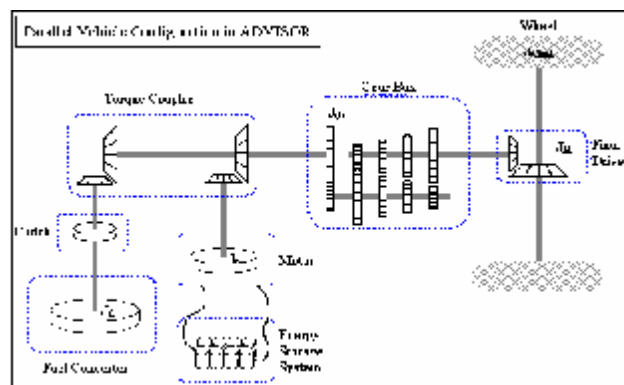 Parallel Vehicle Configuration in ADVISOR
Wheel
Gear Box
Torque Coupler
Final
Drive
Clutch
Motor
Energy
Storage
System
Fuel Converter